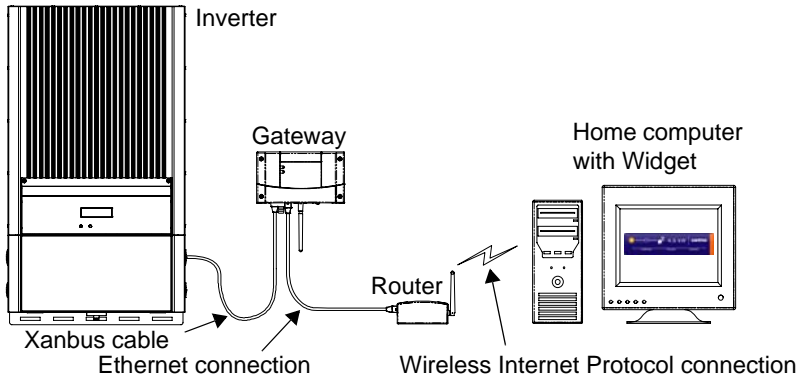 Inverter
Gateway
Home computer
with Widget
Router
Xanbus cable
Ethernet connection
Wireless Internet Protocol connection